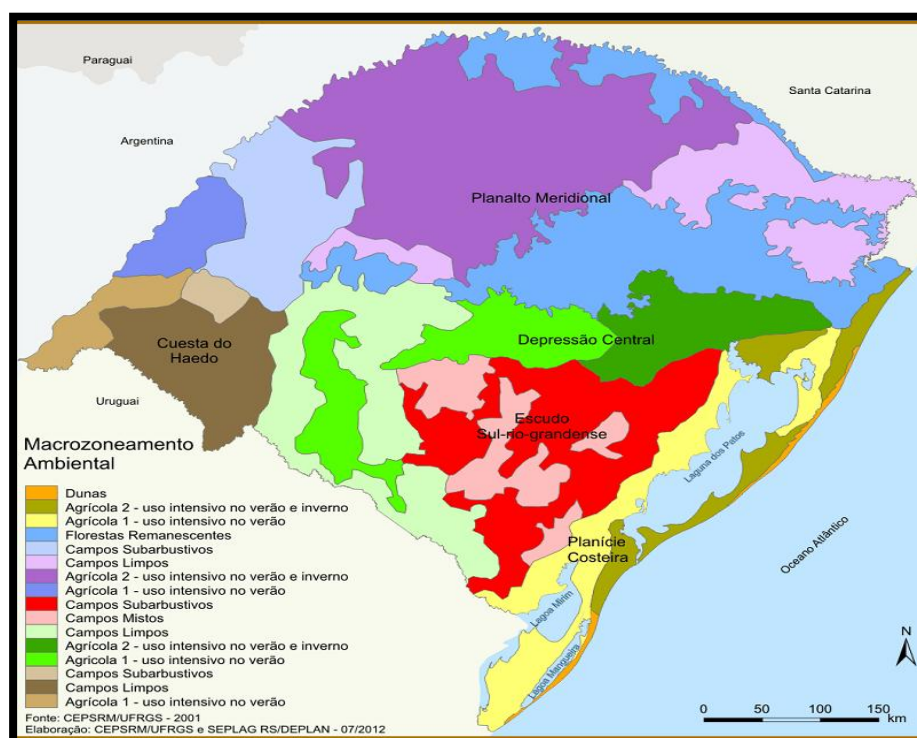 Paraguai
Santa Catarina
Argentina
Planalto Meridional
Depressão Central
Cuesta do
Haedo
Uruguai
Escudo
Sul-rio-grandense
Laguna dos Patos
Planície
Costeira
Oceano Atlântico
Lagoa Mirim
Lagoa Mangueira
Macrozoneamento
Ambiental
Dunas
Agrícola 2 - uso intensivo no verão e inverno
Agrícola 1 - uso intensivo no verão
Florestas Remanescentes
Campos Subarbustivos
Campos Limpos
Agrícola 2 - uso intensivo no verão e inverno
Agrícola 1 - uso intensivo no verão
Campos Subarbustivos
Campos Mistos
Campos Limpos
Agrícola 2 - uso intensivo no verão e inverno
Agricola 1 - uso intensivo no verão
Campos Subarbustivos
Campos Limpos
Agrícola 1 - uso intensivo no verão
Fonte: CEPSRM/UFRGS - 2001
Elaboração: CEPSRM/UFRGS e SEPLAG RS/DEPLAN - 07/2012
N
0 50 100 150
km